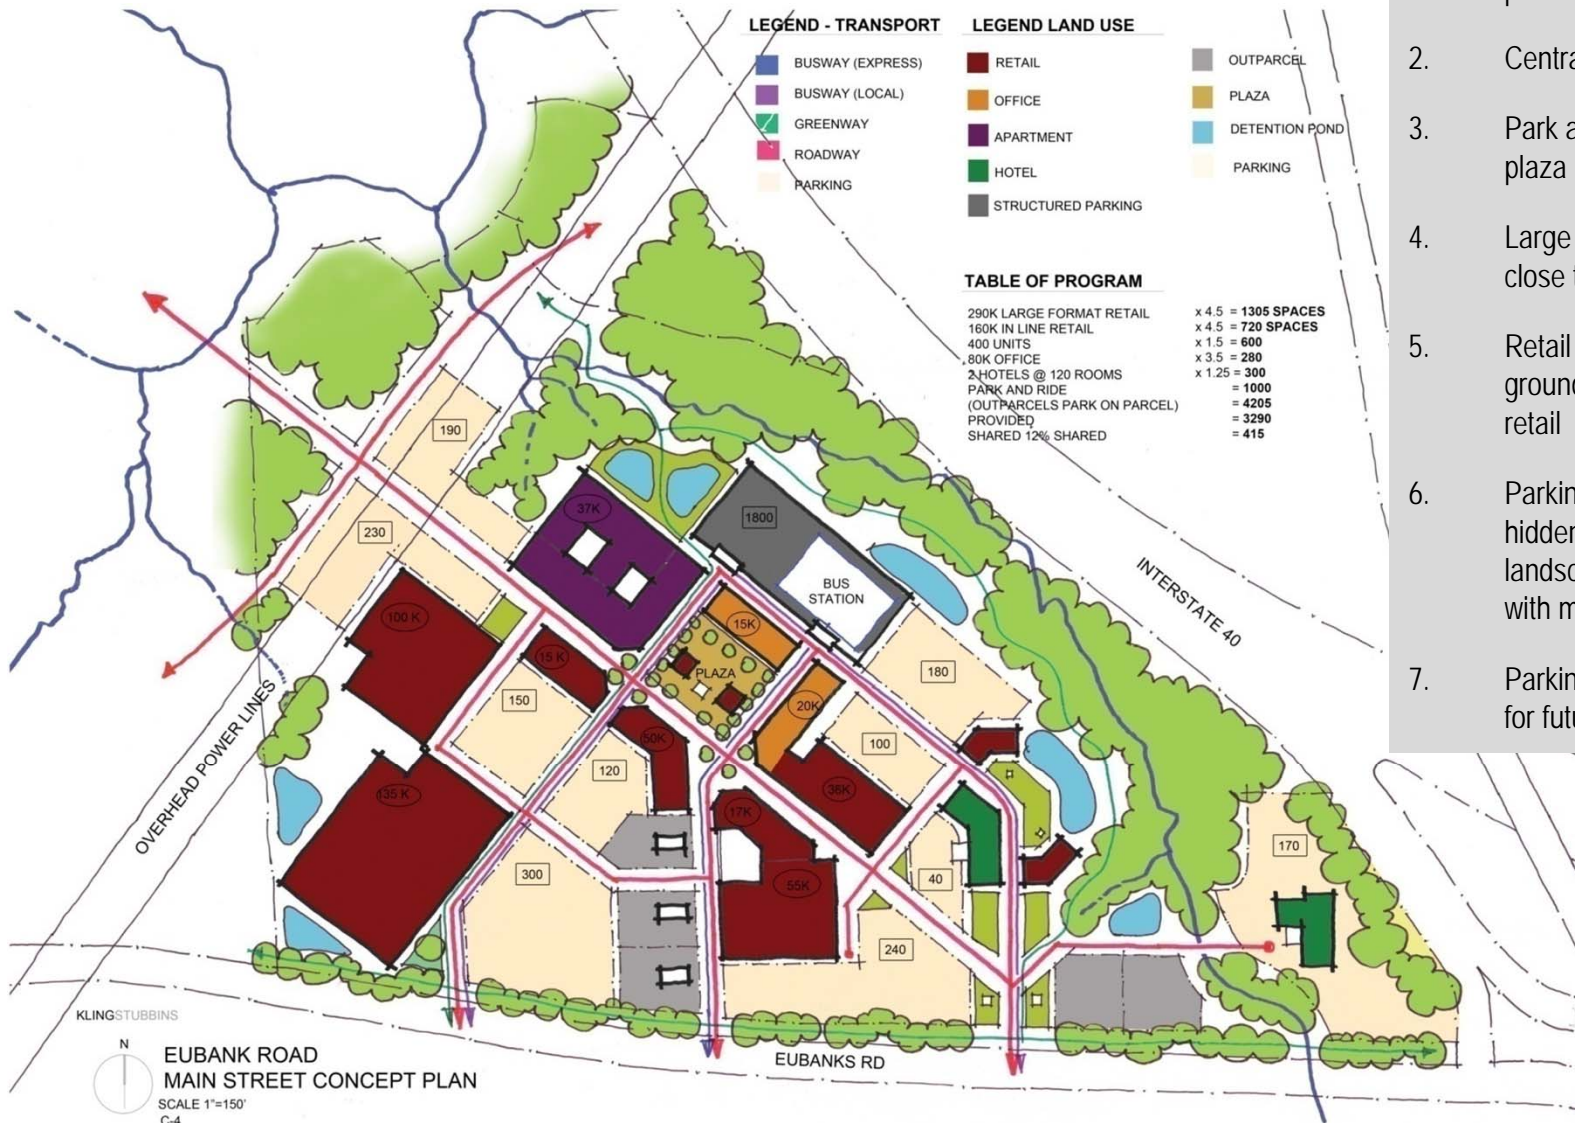 LEGEND - TRANSPORT
BUSWAY (EXPRESS)
BUSWAY (LOCAL)
GREENWAY
ROADWAY
PARKING
LEGEND LAND USE
RETAIL
OFFICE
APARTMENT
HOTEL
STRUCTURED PARKING
OUTPARCEL
PLAZA
DETENTION POND
PARKING
TABLE OF PROGRAM
290K LARGE FORMAT RETAIL x 4.5 = 1305 SPACES
160K IN LINE RETAIL x 4.5 = 720 SPACES
400 UNITS x 1.5 = 600
80K OFFICE x 3.5 = 280
2 HOTELS @ 120 ROOMS x 1.25 = 300
PARK AND RIDE = 1000
(OUTPARCELS PARK ON PARCEL) = 4205
PROVIDED = 3290
SHARED 12% SHARED = 415
190
230
37K
1800
BUS
STATION
INTERSTATE 40
100 K
15 K
15K
PLAZA
180
150
20K
50K
100
120
135 K
36K
17K
170
300
55K
40
240
OVERHEAD POWER LINES
EUBANKS RD
KLINGSTUBBINS
N
EUBANK ROAD
MAIN STREET CONCEPT PLAN
SCALE 1"=150'
C-4
2. Centra
3. Park a
plaza
4. Large
close t
5. Retail
ground
retail
6. Parkin
hidden
landsc
with m
7. Parkin
for futu